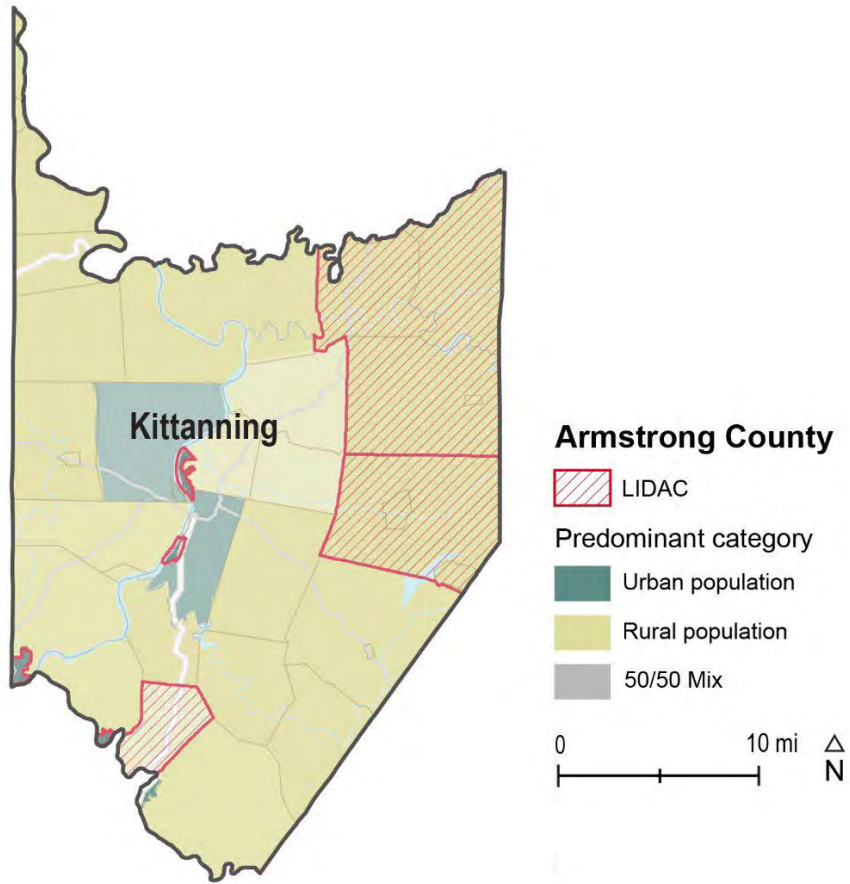 Kittanning
Armstrong County
LIDAC
Predominant category
Urban population
Rural population
50/50 Mix
0 10 mi
N